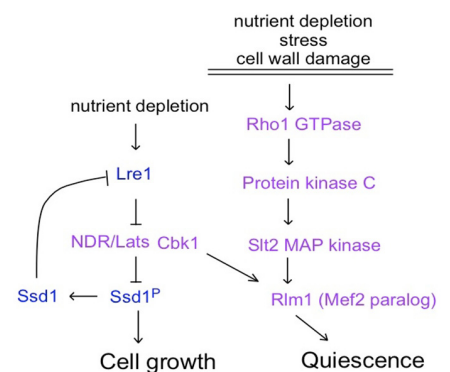 nutrient depletion
stress
cell wall damage
nutrient depletion
Rho1 GTPase
Lre1
Protein kinase C
NDR/Lats Cbk1
Slt2 MAP kinase
Ssd1
Ssd1P
Rlm1 (Mef2 paralog)
Cell growth
Quiescence